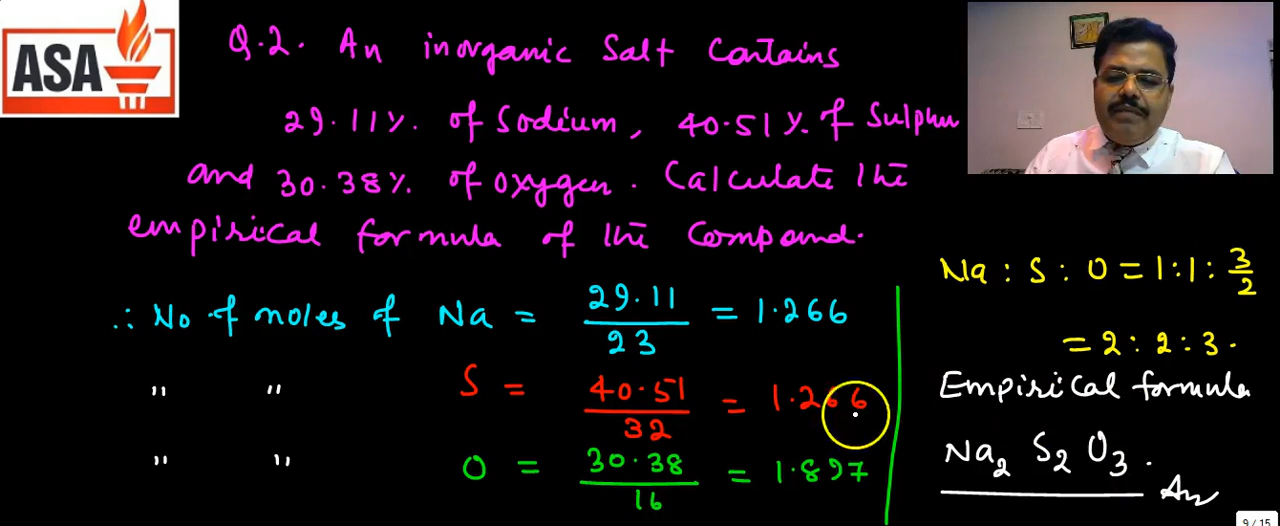 ASA
Q.2. An inorganic Salt Contains
29.11%. of Sodium, 40.51%. of Sulphur
and 30.38%. of oxygen. Calculate the
empirical formula of the Compound.
∴ No of moles of Na = 29.11/23 = 1.266
" " S = 40.51/32 = 1.266
" " O = 30.38/16 = 1.897
Na : S : O = 1:1: 3/2
= 2:2:3.
Empirical formula
Na₂ S₂ O₃.
An
9 / 15